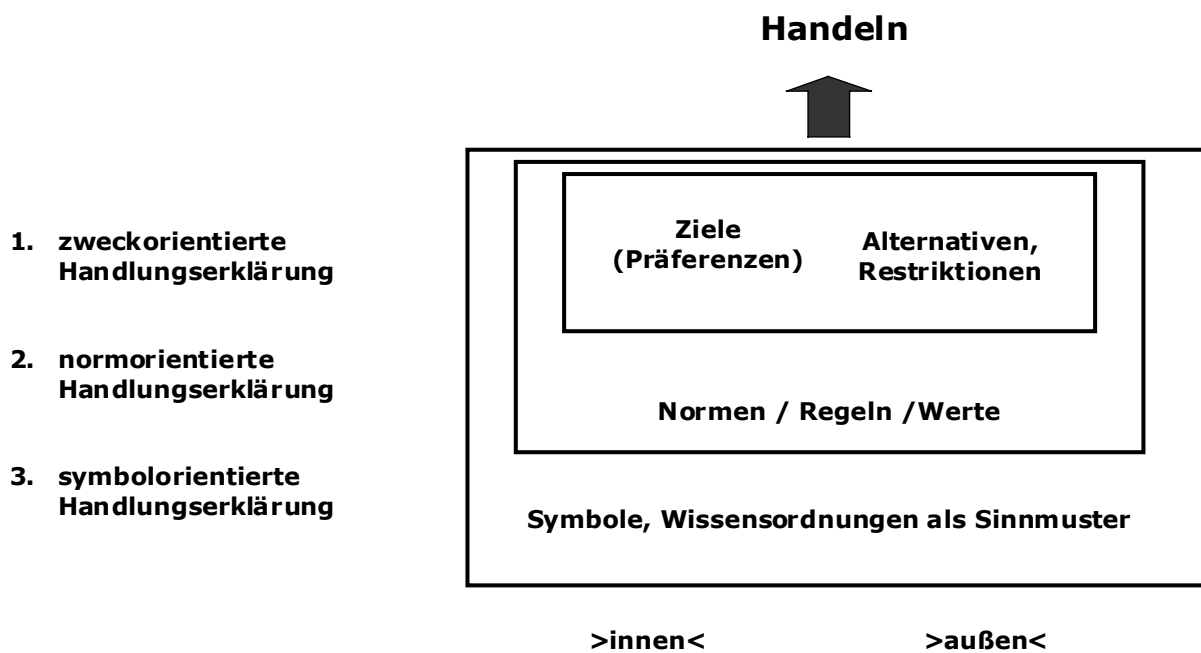 Handeln
1. zweckorientierte
Handlungserklärung
Ziele
(Präferenzen)
Alternativen,
Restriktionen
2. normorientierte
Handlungserklärung
Normen / Regeln /Werte
3. symbolorientierte
Handlungserklärung
Symbole, Wissensordnungen als Sinnmuster
>innen<
>außen<